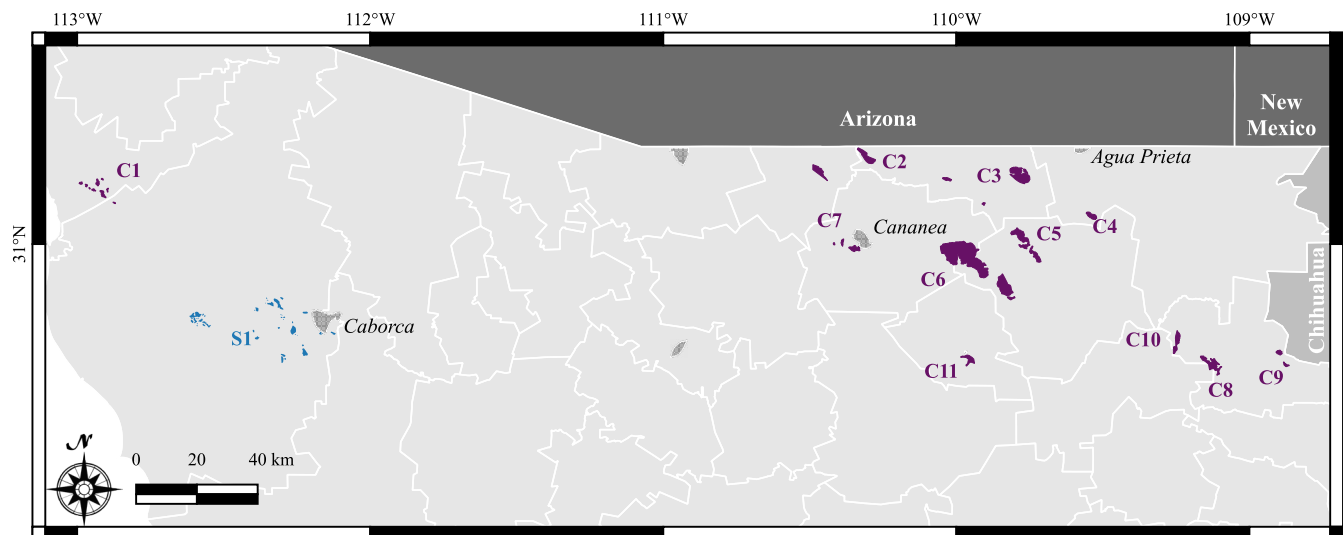 113°W 112°W 111°W 110°W 109°W
New
Mexico
Arizona
Agua Prieta
C1
C2
C3
C4
C7
Cananea
C5
31°N
C6
Chihuahua
Caborca
S1
C10
C11
C9
C8
N
0 20 40 km